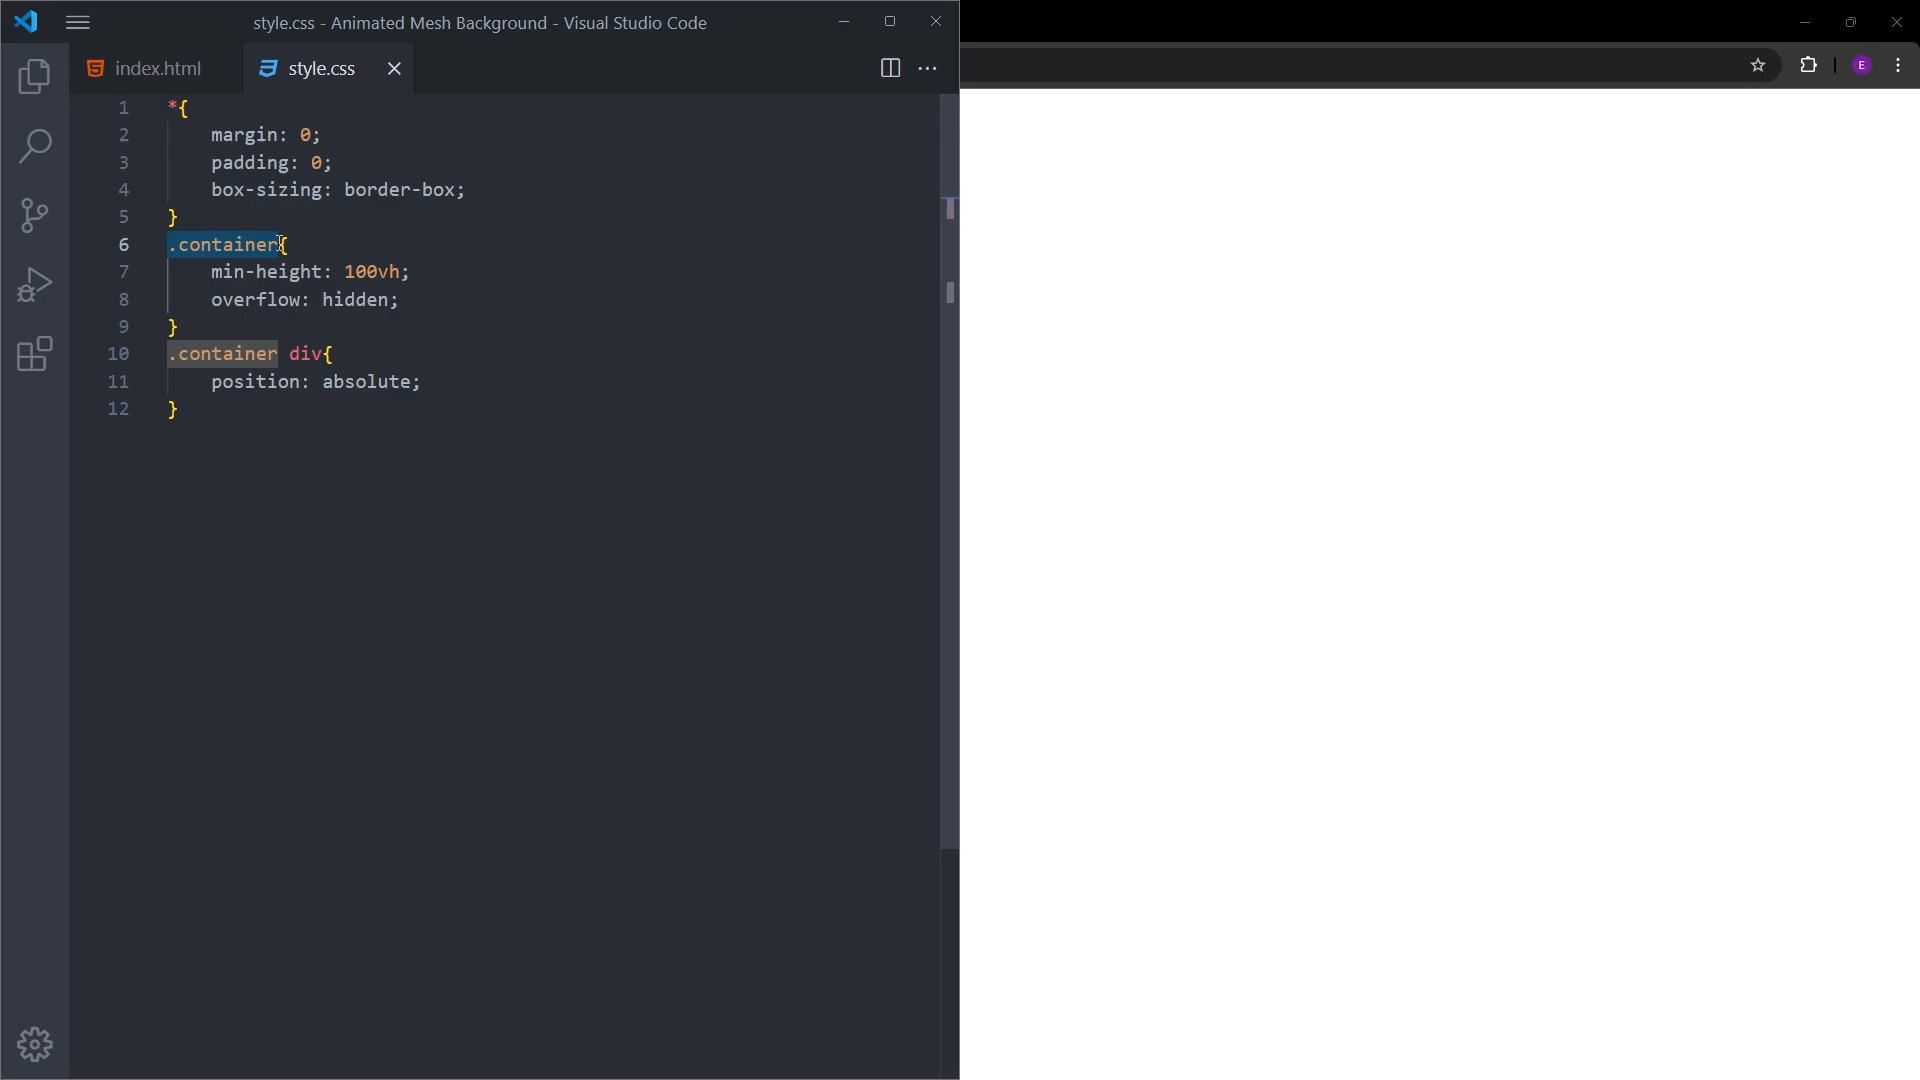 style.css - Animated Mesh Background - Visual Studio Code
index.html
style.css
1 *{
2 margin: 0;
3 padding: 0;
4 box-sizing: border-box;
5 }
6 .container{
7 min-height: 100vh;
8 overflow: hidden;
9 }
10 .container div{
11 position: absolute;
12 }
E